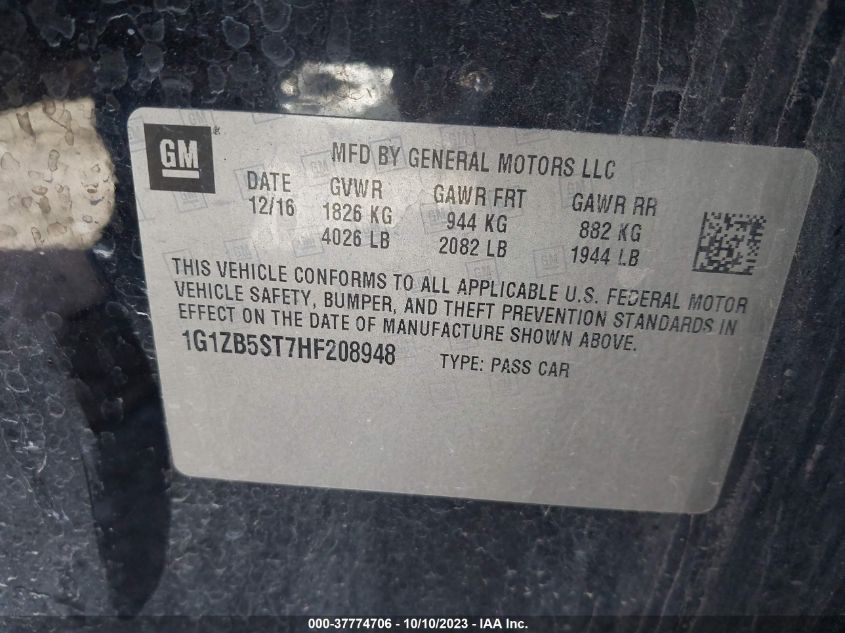 GM
MFD BY GENERAL MOTORS LLC
DATE GVWR GAWR FRT GAWR RR
12/16 1826 KG 944 KG 882 KG
4026 LB 2082 LB 1944 LB
THIS VEHICLE CONFORMS TO ALL APPLICABLE U.S. FEDERAL MOTOR
VEHICLE SAFETY, BUMPER, AND THEFT PREVENTION STANDARDS IN
EFFECT ON THE DATE OF MANUFACTURE SHOWN ABOVE.
1G1ZB5ST7HF208948 TYPE: PASS CAR
000-37774706 - 10/10/2023 - IAA Inc.